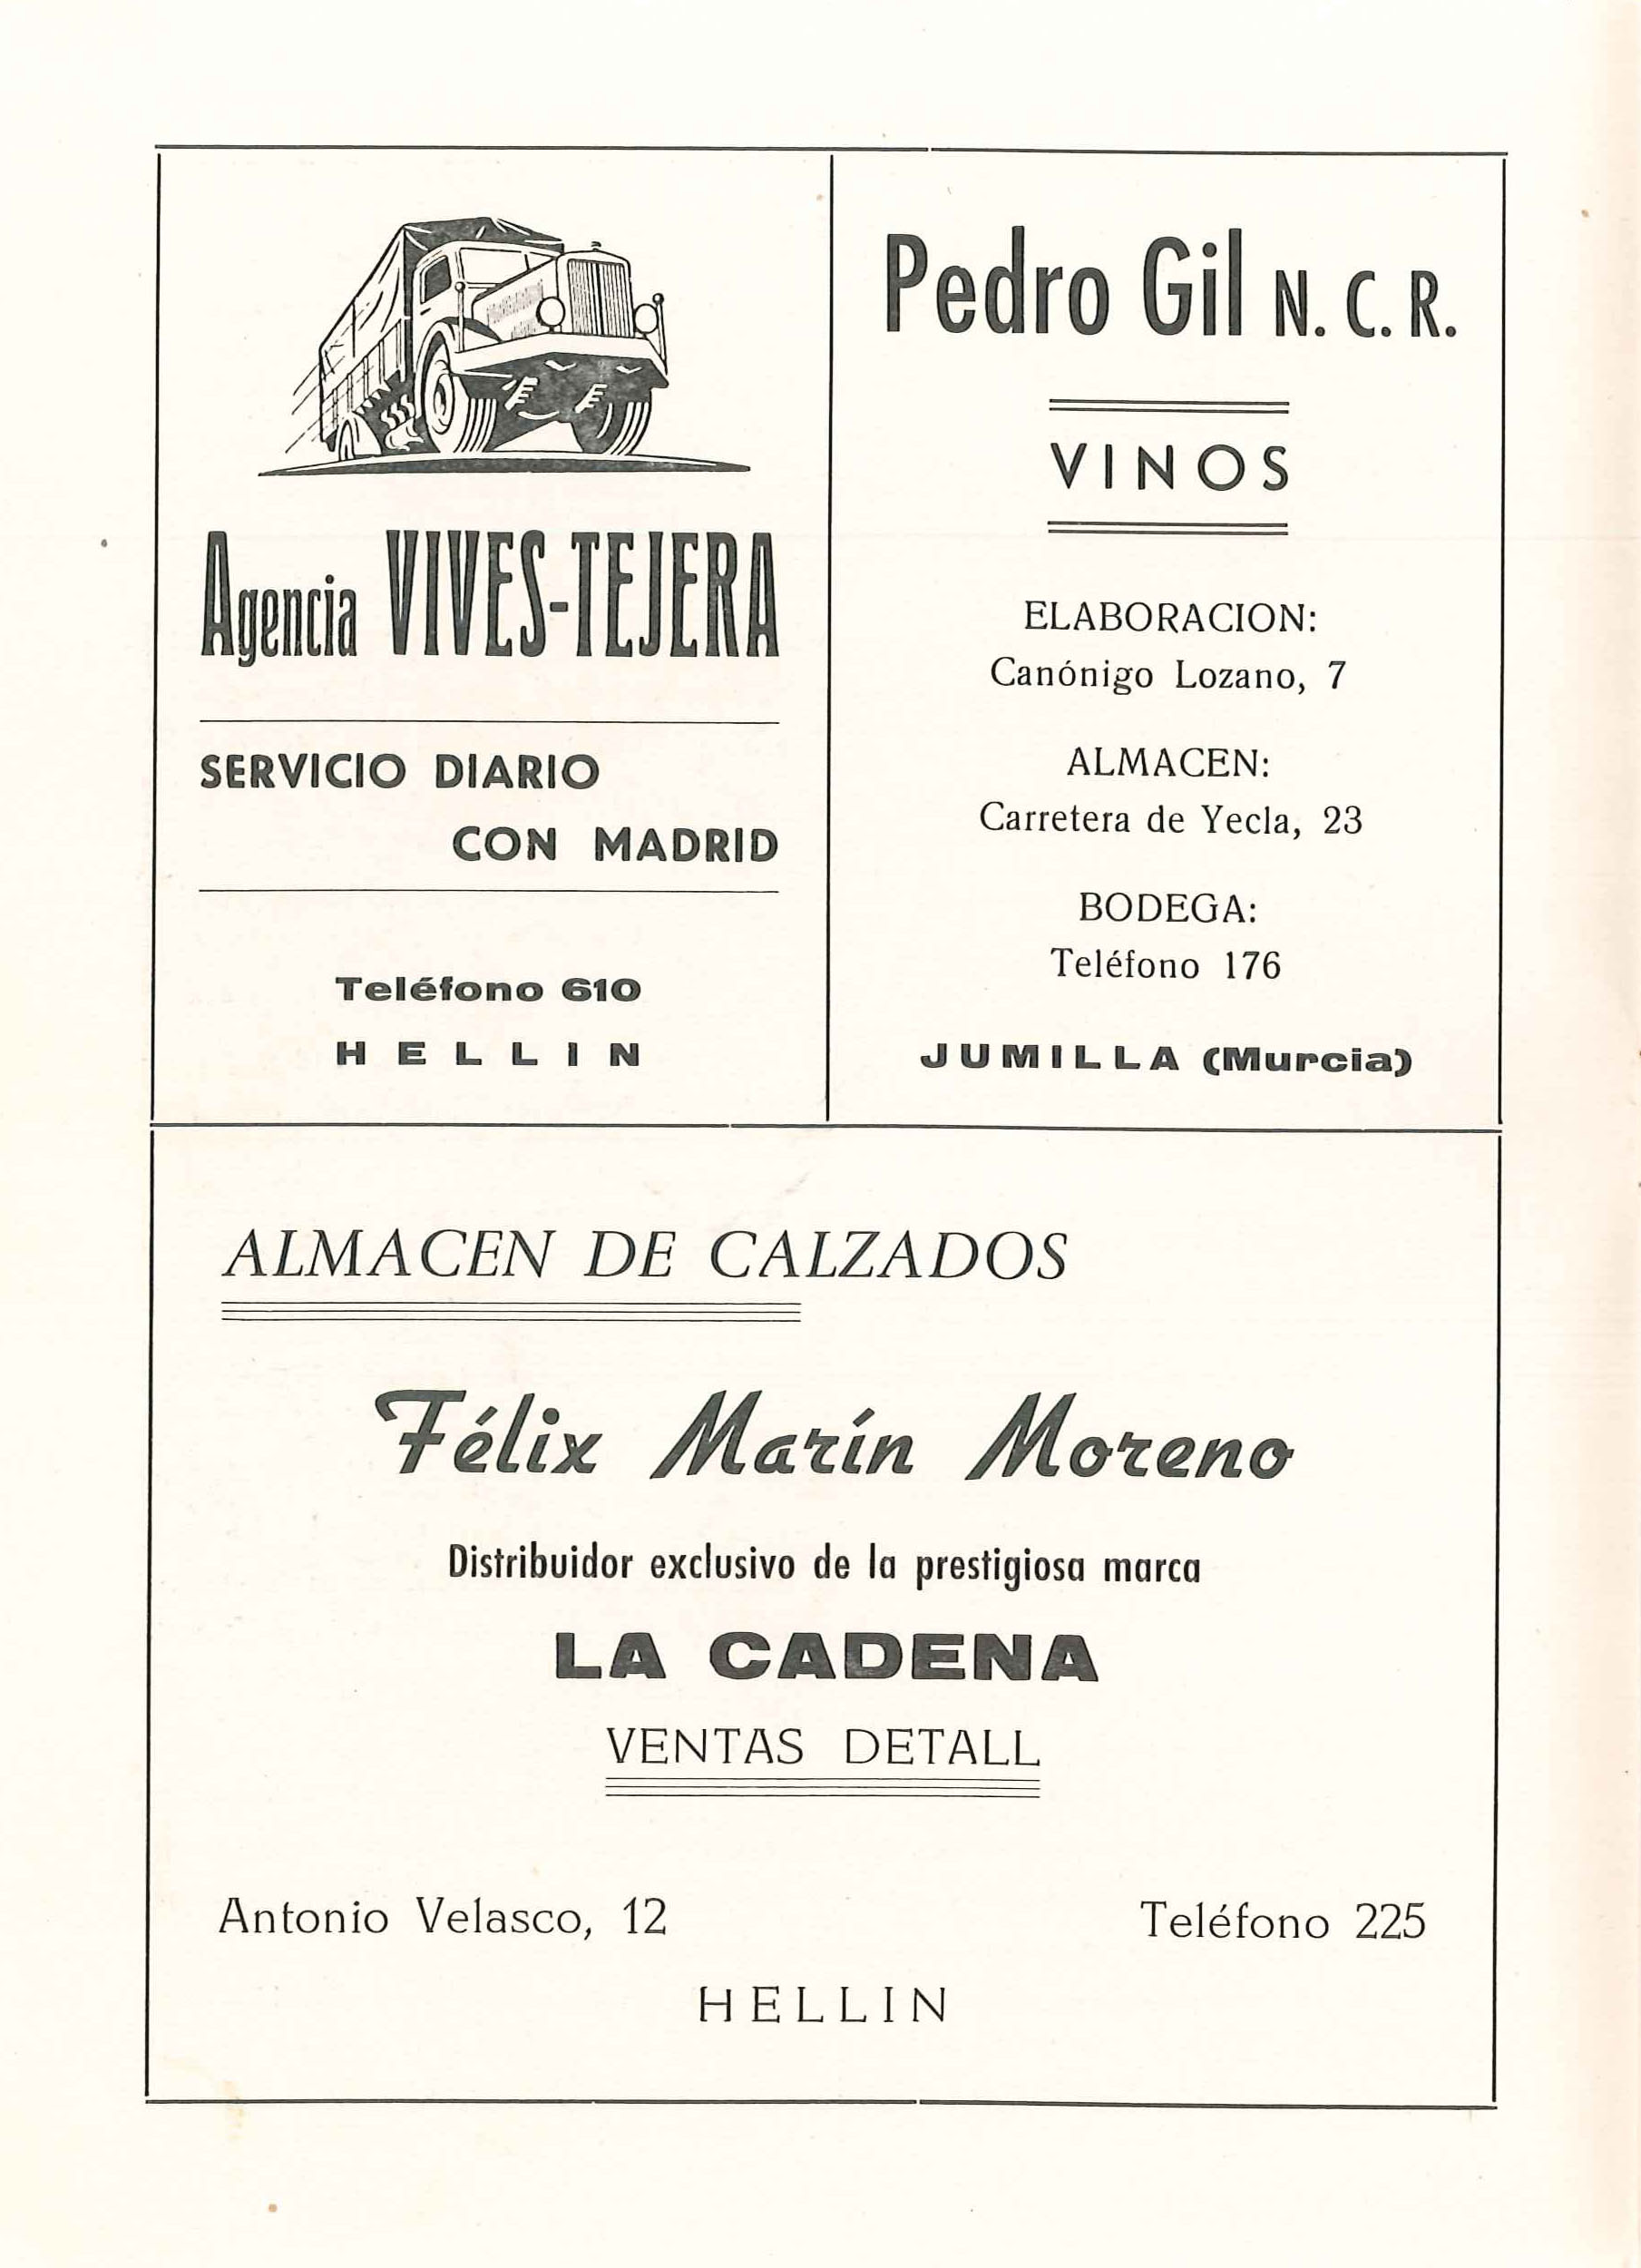 Agencia VIVES-TEJERA
SERVICIO DIARIO
CON MADRID
Teléfono 610
HELLIN
Pedro Gil N. C. R.
VINOS
ELABORACION:
Canónigo Lozano, 7
ALMACEN:
Carretera de Yecla, 23
BODEGA:
Teléfono 176
JUMILLA (Murcia)
ALMACEN DE CALZADOS
Félix Marín Moreno
Distribuidor exclusivo de la prestigiosa marca
LA CADENA
VENTAS DETALL
Antonio Velasco, 12
Teléfono 225
HELLIN